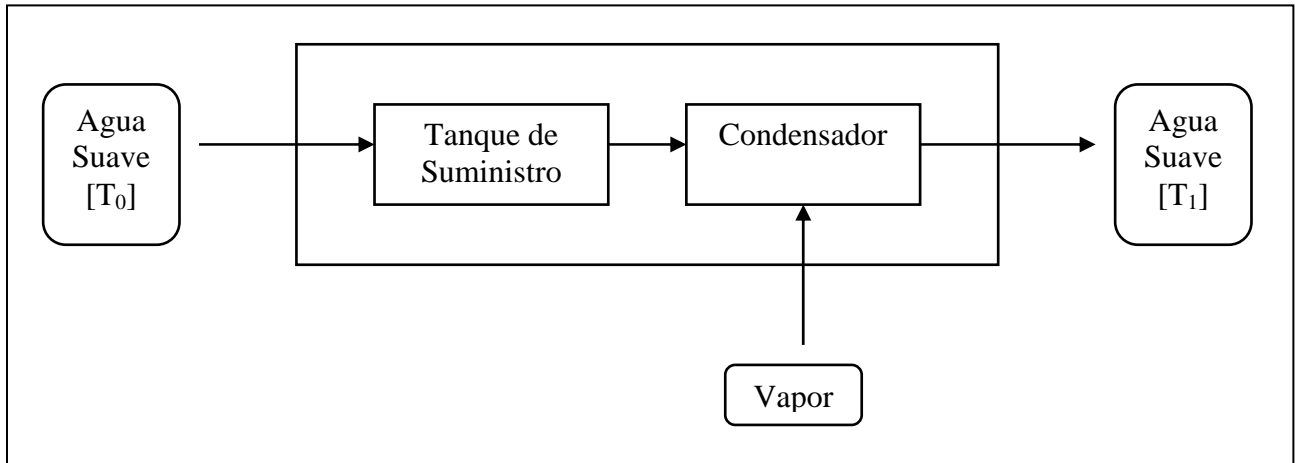 Agua
Suave
[T₀]
Tanque de
Suministro
Condensador
Agua
Suave
[T₁]
Vapor